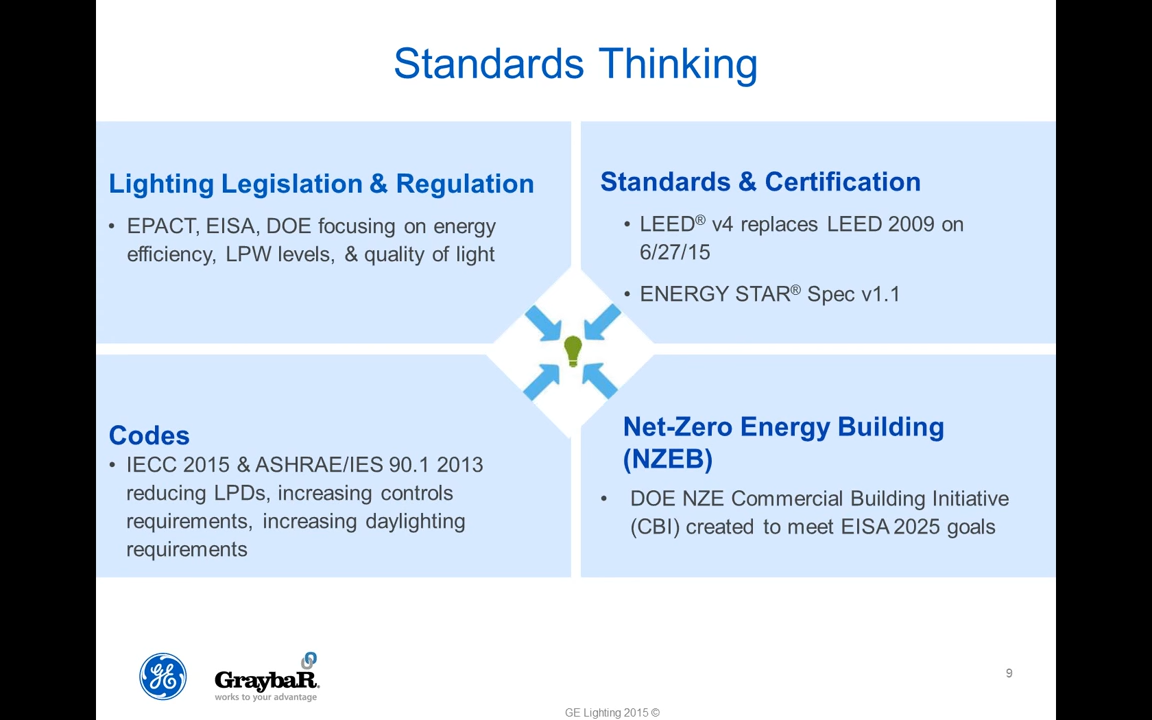 Standards Thinking
Lighting Legislation & Regulation
• EPACT, EISA, DOE focusing on energy
efficiency, LPW levels, & quality of light
Standards & Certification
• LEED® v4 replaces LEED 2009 on
6/27/15
• ENERGY STAR® Spec v1.1
Codes
• IECC 2015 & ASHRAE/IES 90.1 2013
reducing LPDs, increasing controls
requirements, increasing daylighting
requirements
Net-Zero Energy Building
(NZEB)
• DOE NZE Commercial Building Initiative
(CBI) created to meet EISA 2025 goals
GE
GraybaR.
works to your advantage
9
GE Lighting 2015 ©